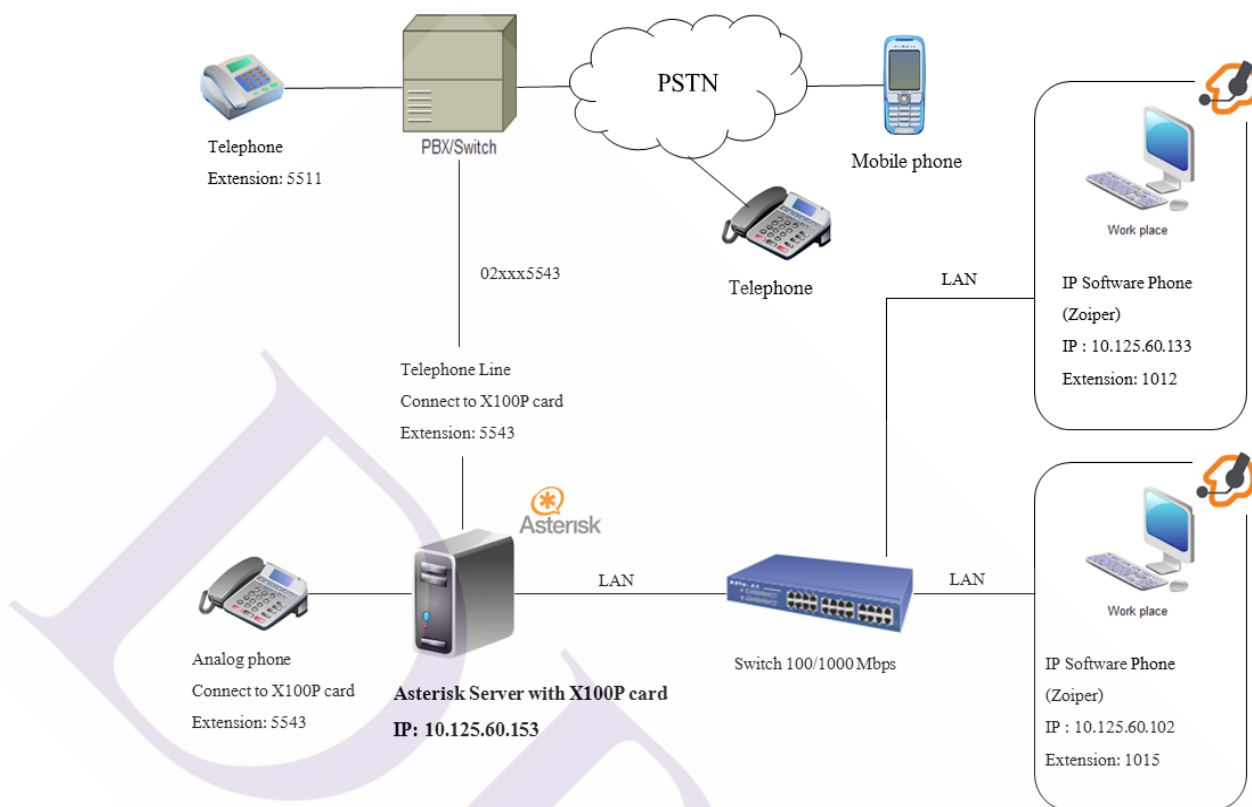 PSTN
PBX/Switch
Telephone
Extension: 5511
Mobile phone
Telephone
02xxx5543
Telephone Line
Connect to X100P card
Extension: 5543
LAN
Work place
IP Software Phone
(Zoiper)
IP : 10.125.60.133
Extension: 1012
Asterisk
Analog phone
Connect to X100P card
Extension: 5543
Asterisk Server with X100P card
IP: 10.125.60.153
LAN
Switch 100/1000 Mbps
LAN
Work place
IP Software Phone
(Zoiper)
IP : 10.125.60.102
Extension: 1015